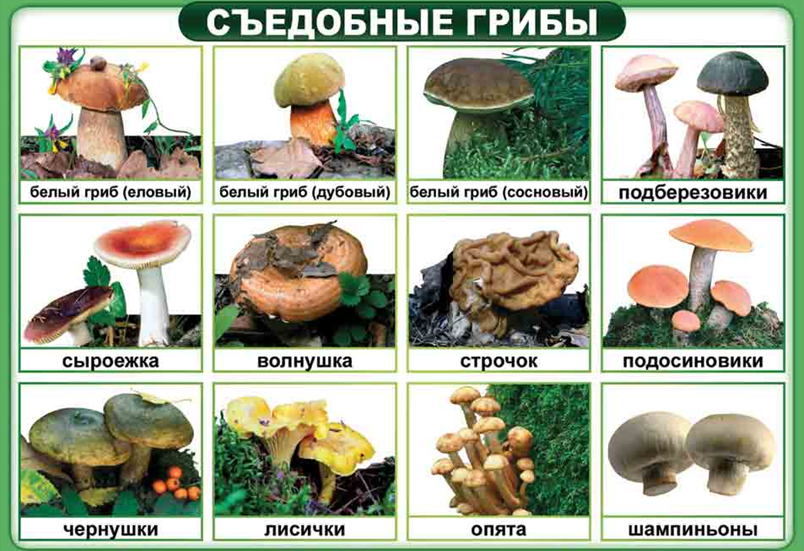 СЪЕДОБНЫЕ ГРИБЫ
белый гриб (еловый)
белый гриб (дубовый)
белый гриб (сосновый)
подберезовики
сыроежка
волнушка
строчок
подосиновики
чернушки
лисички
опята
шампиньоны